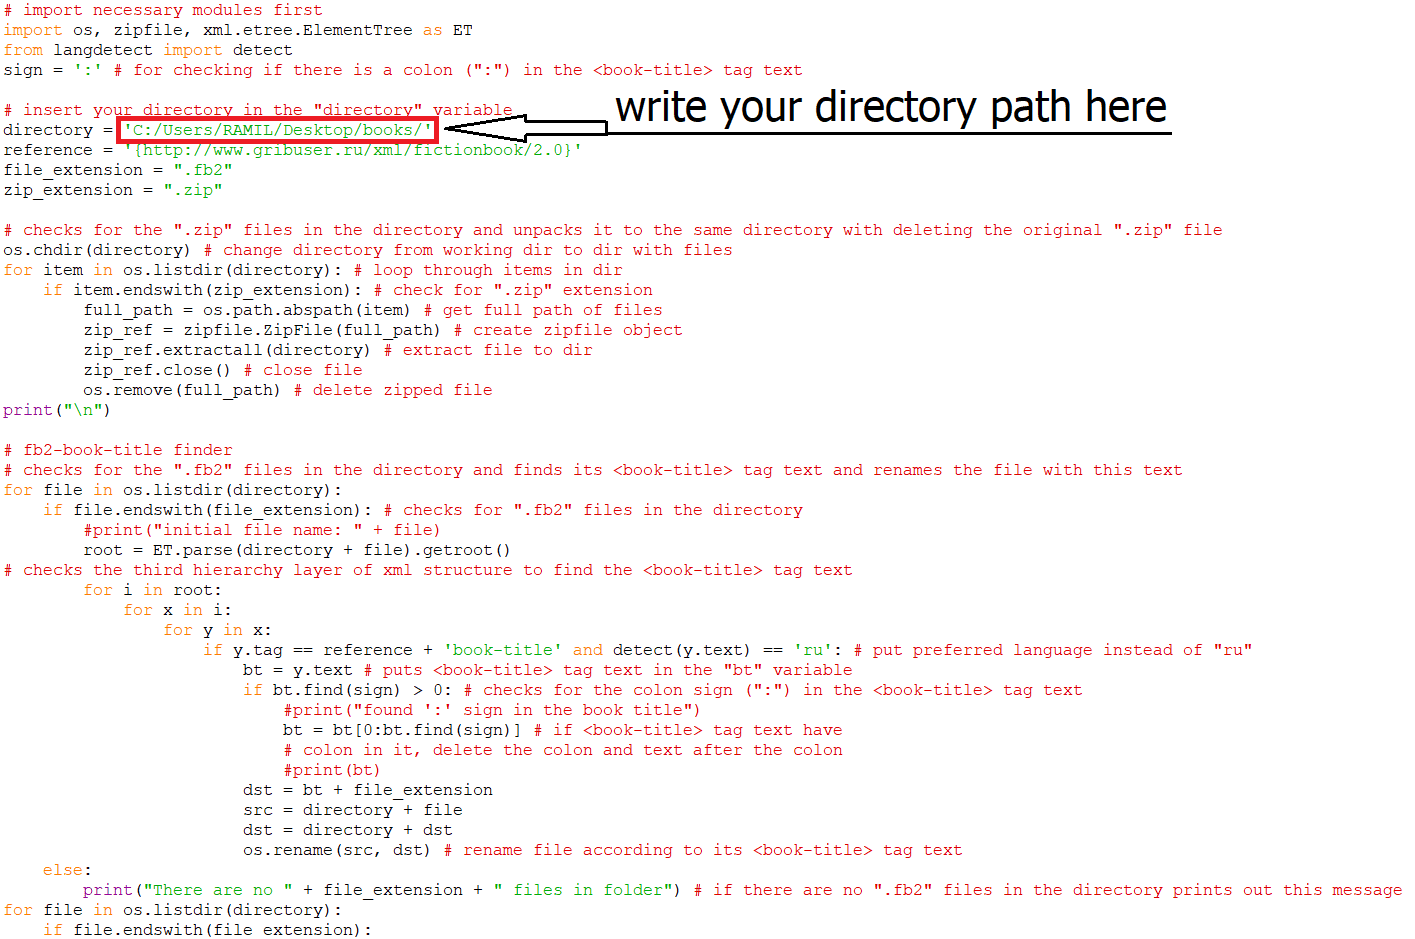 # import necessary modules first
import os, zipfile, xml.etree.ElementTree as ET
from langdetect import detect
sign = ':' # for checking if there is a colon (":") in the <book-title> tag text

# insert your directory in the "directory" variable
write your directory path here
directory = 'C:/Users/RAMIL/Desktop/books/'
reference = '{http://www.gribuser.ru/xml/fictionbook/2.0}'
file_extension = ".fb2"
zip_extension = ".zip"

# checks for the ".zip" files in the directory and unpacks it to the same directory with deleting the original ".zip" file
os.chdir(directory) # change directory from working dir to dir with files
for item in os.listdir(directory): # loop through items in dir
    if item.endswith(zip_extension): # check for ".zip" extension
        full_path = os.path.abspath(item) # get full path of files
        zip_ref = zipfile.ZipFile(full_path) # create zipfile object
        zip_ref.extractall(directory) # extract file to dir
        zip_ref.close() # close file
        os.remove(full_path) # delete zipped file
print("\n")

# fb2-book-title finder
# checks for the ".fb2" files in the directory and finds its <book-title> tag text and renames the file with this text
for file in os.listdir(directory):
    if file.endswith(file_extension): # checks for ".fb2" files in the directory
        #print("initial file name: " + file)
        root = ET.parse(directory + file).getroot()
# checks the third hierarchy layer of xml structure to find the <book-title> tag text
        for i in root:
            for x in i:
                for y in x:
                    if y.tag == reference + 'book-title' and detect(y.text) == 'ru': # put preferred language instead of "ru"
                        bt = y.text # puts <book-title> tag text in the "bt" variable
                        if bt.find(sign) > 0: # checks for the colon sign (":") in the <book-title> tag text
                            #print("found ':' sign in the book title")
                            bt = bt[0:bt.find(sign)] # if <book-title> tag text have
                            # colon in it, delete the colon and text after the colon
                            #print(bt)
                        dst = bt + file_extension
                        src = directory + file
                        dst = directory + dst
                        os.rename(src, dst) # rename file according to its <book-title> tag text
    else:
        print("There are no " + file_extension + " files in folder") # if there are no ".fb2" files in the directory prints out this message
for file in os.listdir(directory):
    if file.endswith(file_extension):